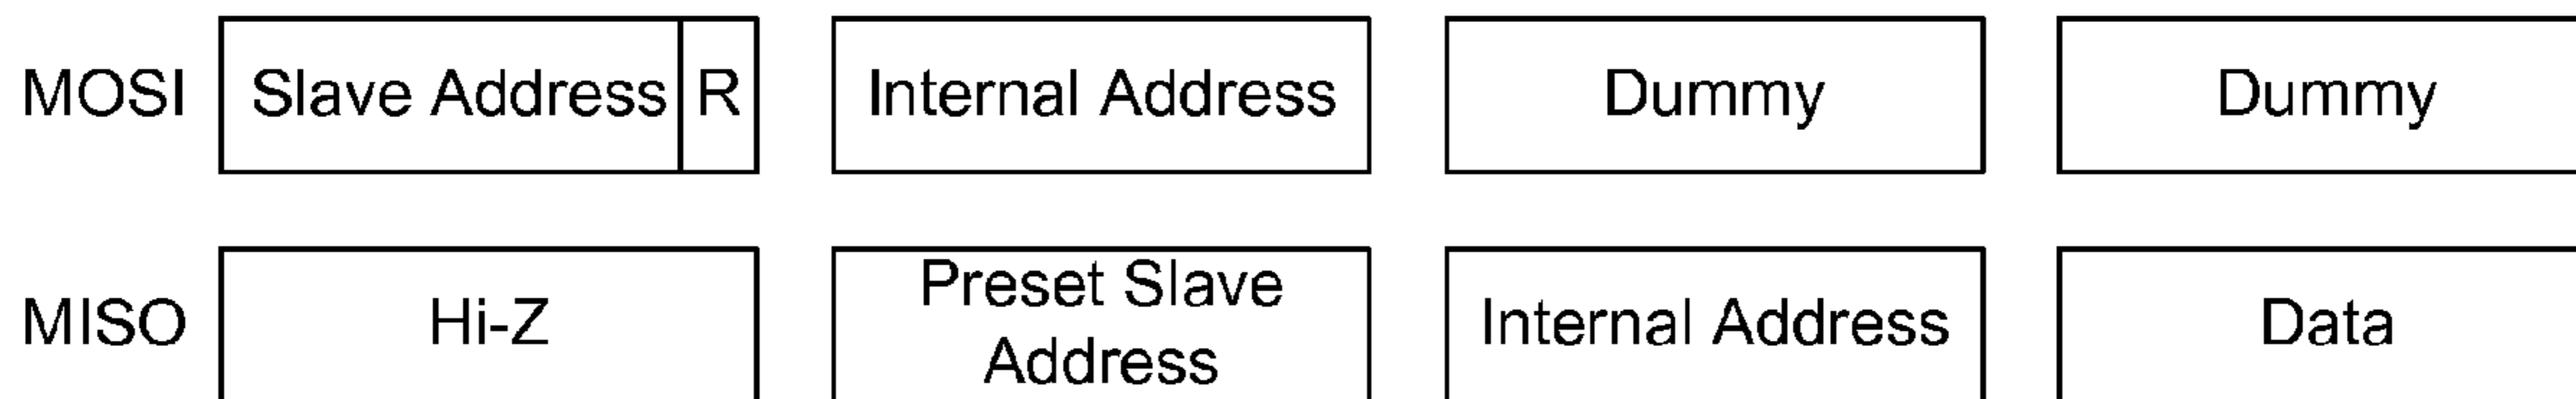 MOSI Slave Address R Internal Address Dummy Dummy
MISO Hi-Z Preset Slave Address Internal Address Data